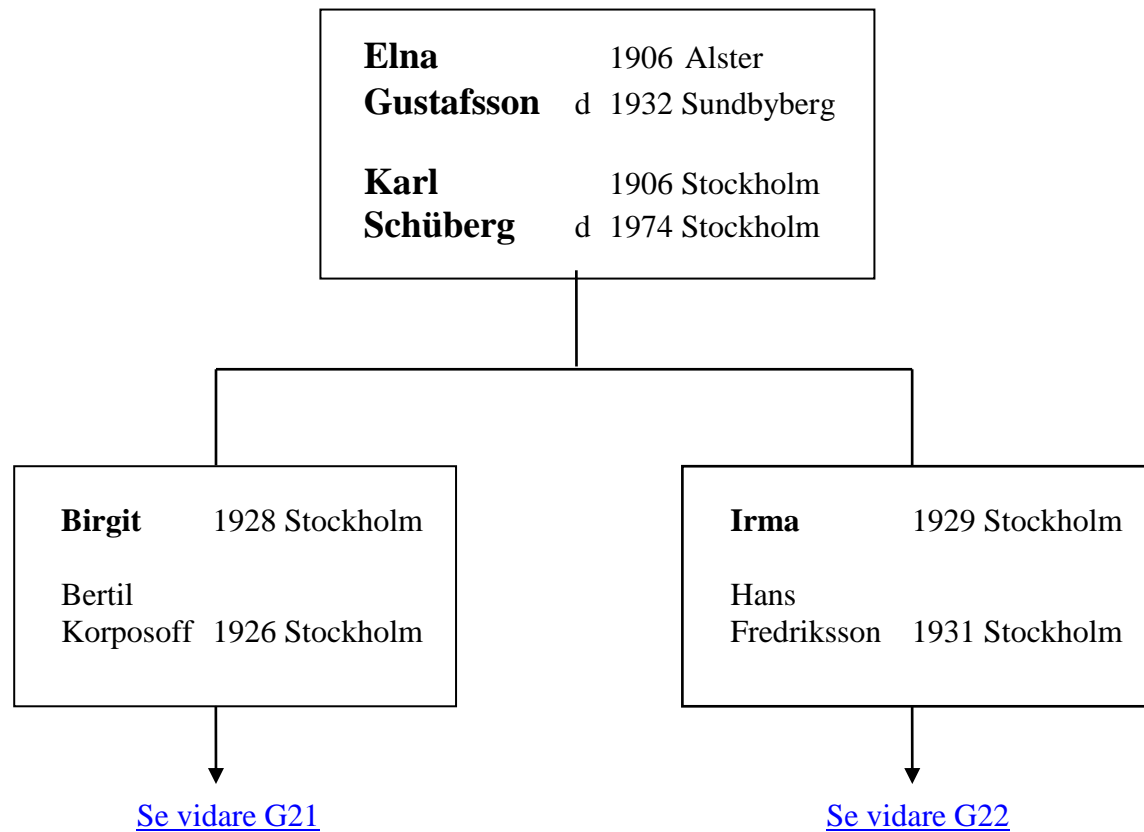 Elna 1906 Alster
Gustafsson d 1932 Sundbyberg
Karl 1906 Stockholm
Schüberg d 1974 Stockholm
Birgit 1928 Stockholm
Bertil
Korposoff 1926 Stockholm
Irma 1929 Stockholm
Hans
Fredriksson 1931 Stockholm
Se vidare G21
Se vidare G22